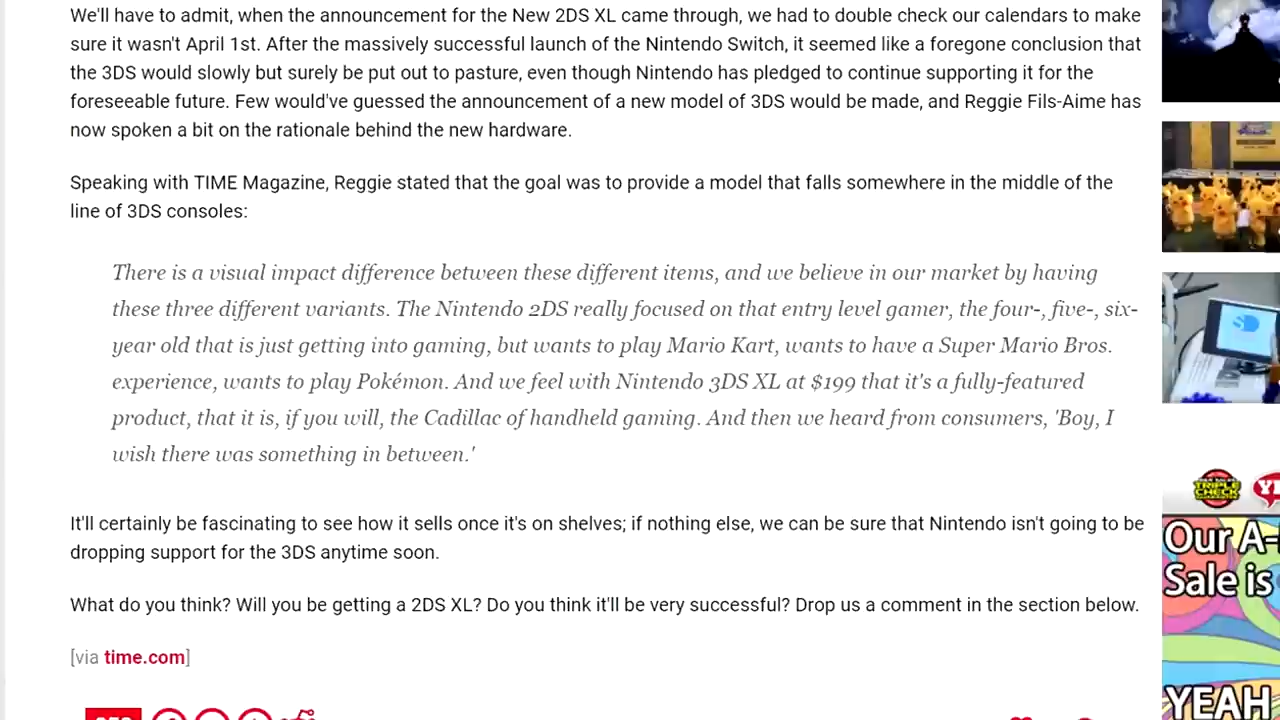 We'll have to admit, when the announcement for the New 2DS XL came through, we had to double check our calendars to make
sure it wasn't April 1st. After the massively successful launch of the Nintendo Switch, it seemed like a foregone conclusion that
the 3DS would slowly but surely be put out to pasture, even though Nintendo has pledged to continue supporting it for the
foreseeable future. Few would've guessed the announcement of a new model of 3DS would be made, and Reggie Fils-Aime has
now spoken a bit on the rationale behind the new hardware.
Speaking with TIME Magazine, Reggie stated that the goal was to provide a model that falls somewhere in the middle of the
line of 3DS consoles:
There is a visual impact difference between these different items, and we believe in our market by having
these three different variants. The Nintendo 2DS really focused on that entry level gamer, the four-, five-, six-
year old that is just getting into gaming, but wants to play Mario Kart, wants to have a Super Mario Bros.
experience, wants to play Pokémon. And we feel with Nintendo 3DS XL at $199 that it's a fully-featured
product, that it is, if you will, the Cadillac of handheld gaming. And then we heard from consumers, 'Boy, I
wish there was something in between.'
It'll certainly be fascinating to see how it sells once it's on shelves; if nothing else, we can be sure that Nintendo isn't going to be
dropping support for the 3DS anytime soon.
What do you think? Will you be getting a 2DS XL? Do you think it'll be very successful? Drop us a comment in the section below.
[via time.com]
TRIPLE
CHECK
YE
Our A-
Sale is
YEAH